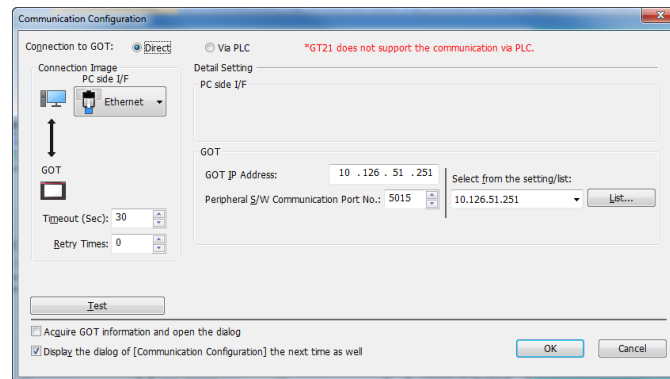 Communication Configuration
Connection to GOT: Direct Via PLC *GT21 does not support the communication via PLC.
Connection Image
PC side I/F
Ethernet
GOT
Timeout (Sec): 30
Retry Times: 0
Detail Setting
PC side I/F
GOT
GOT IP Address: 10 .126 . 51 .251
Peripheral S/W Communication Port No.: 5015
Select from the setting/list:
10.126.51.251 List...
Test
Acquire GOT information and open the dialog
Display the dialog of [Communication Configuration] the next time as well
OK Cancel